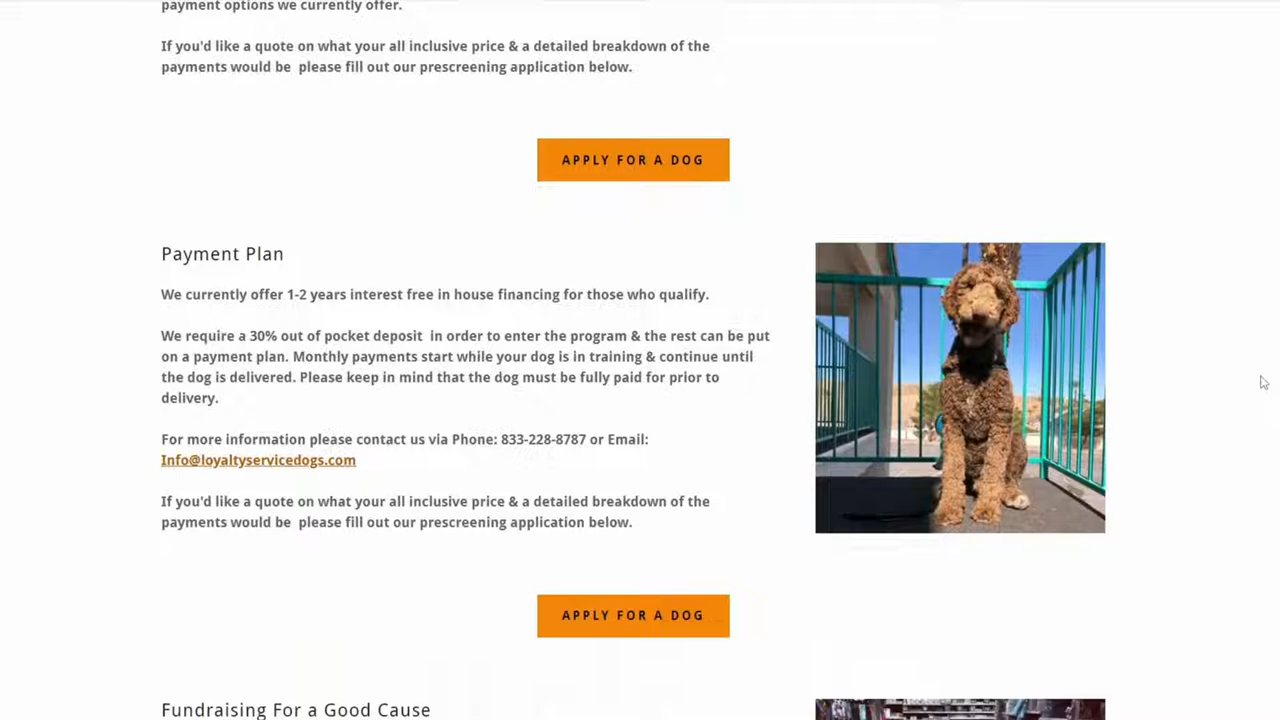 payment options we currently offer.
If you'd like a quote on what your all inclusive price & a detailed breakdown of the
payments would be  please fill out our prescreening application below.
APPLY FOR A DOG
Payment Plan
We currently offer 1-2 years interest free in house financing for those who qualify.
We require a 30% out of pocket deposit  in order to enter the program & the rest can be put
on a payment plan. Monthly payments start while your dog is in training & continue until
the dog is delivered. Please keep in mind that the dog must be fully paid for prior to
delivery.
For more information please contact us via Phone: 833-228-8787 or Email:
Info@loyaltyservicedogs.com
If you'd like a quote on what your all inclusive price & a detailed breakdown of the
payments would be  please fill out our prescreening application below.
APPLY FOR A DOG
Fundraising For a Good Cause